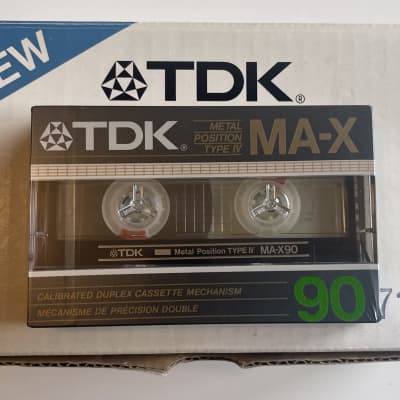 NEW
TDK®
TDK® METAL POSITION TYPE IV MA-X
TDK Metal Position TYPE IV MA-X90
CALIBRATED DUPLEX CASSETTE MECHANISM
MÉCANISME DE PRÉCISION DOUBLE
90